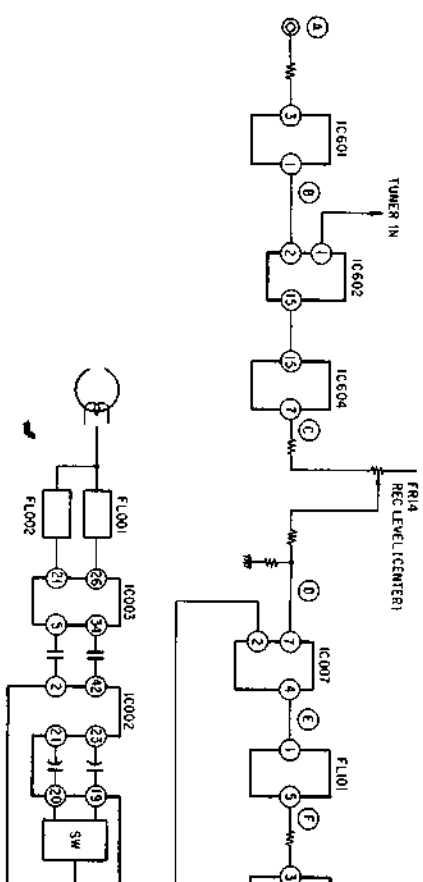 A
3
IC601
1
B
TUNER IN
2
1
IC602
15
15
IC604
7
C
FR14
REC LEVEL(CENTER)
D
2
7
IC007
4
E
1
FL101
5
F
3
FL001
FL002
21
26
IC003
5
34
2
42
IC002
21
23
20
19
SW